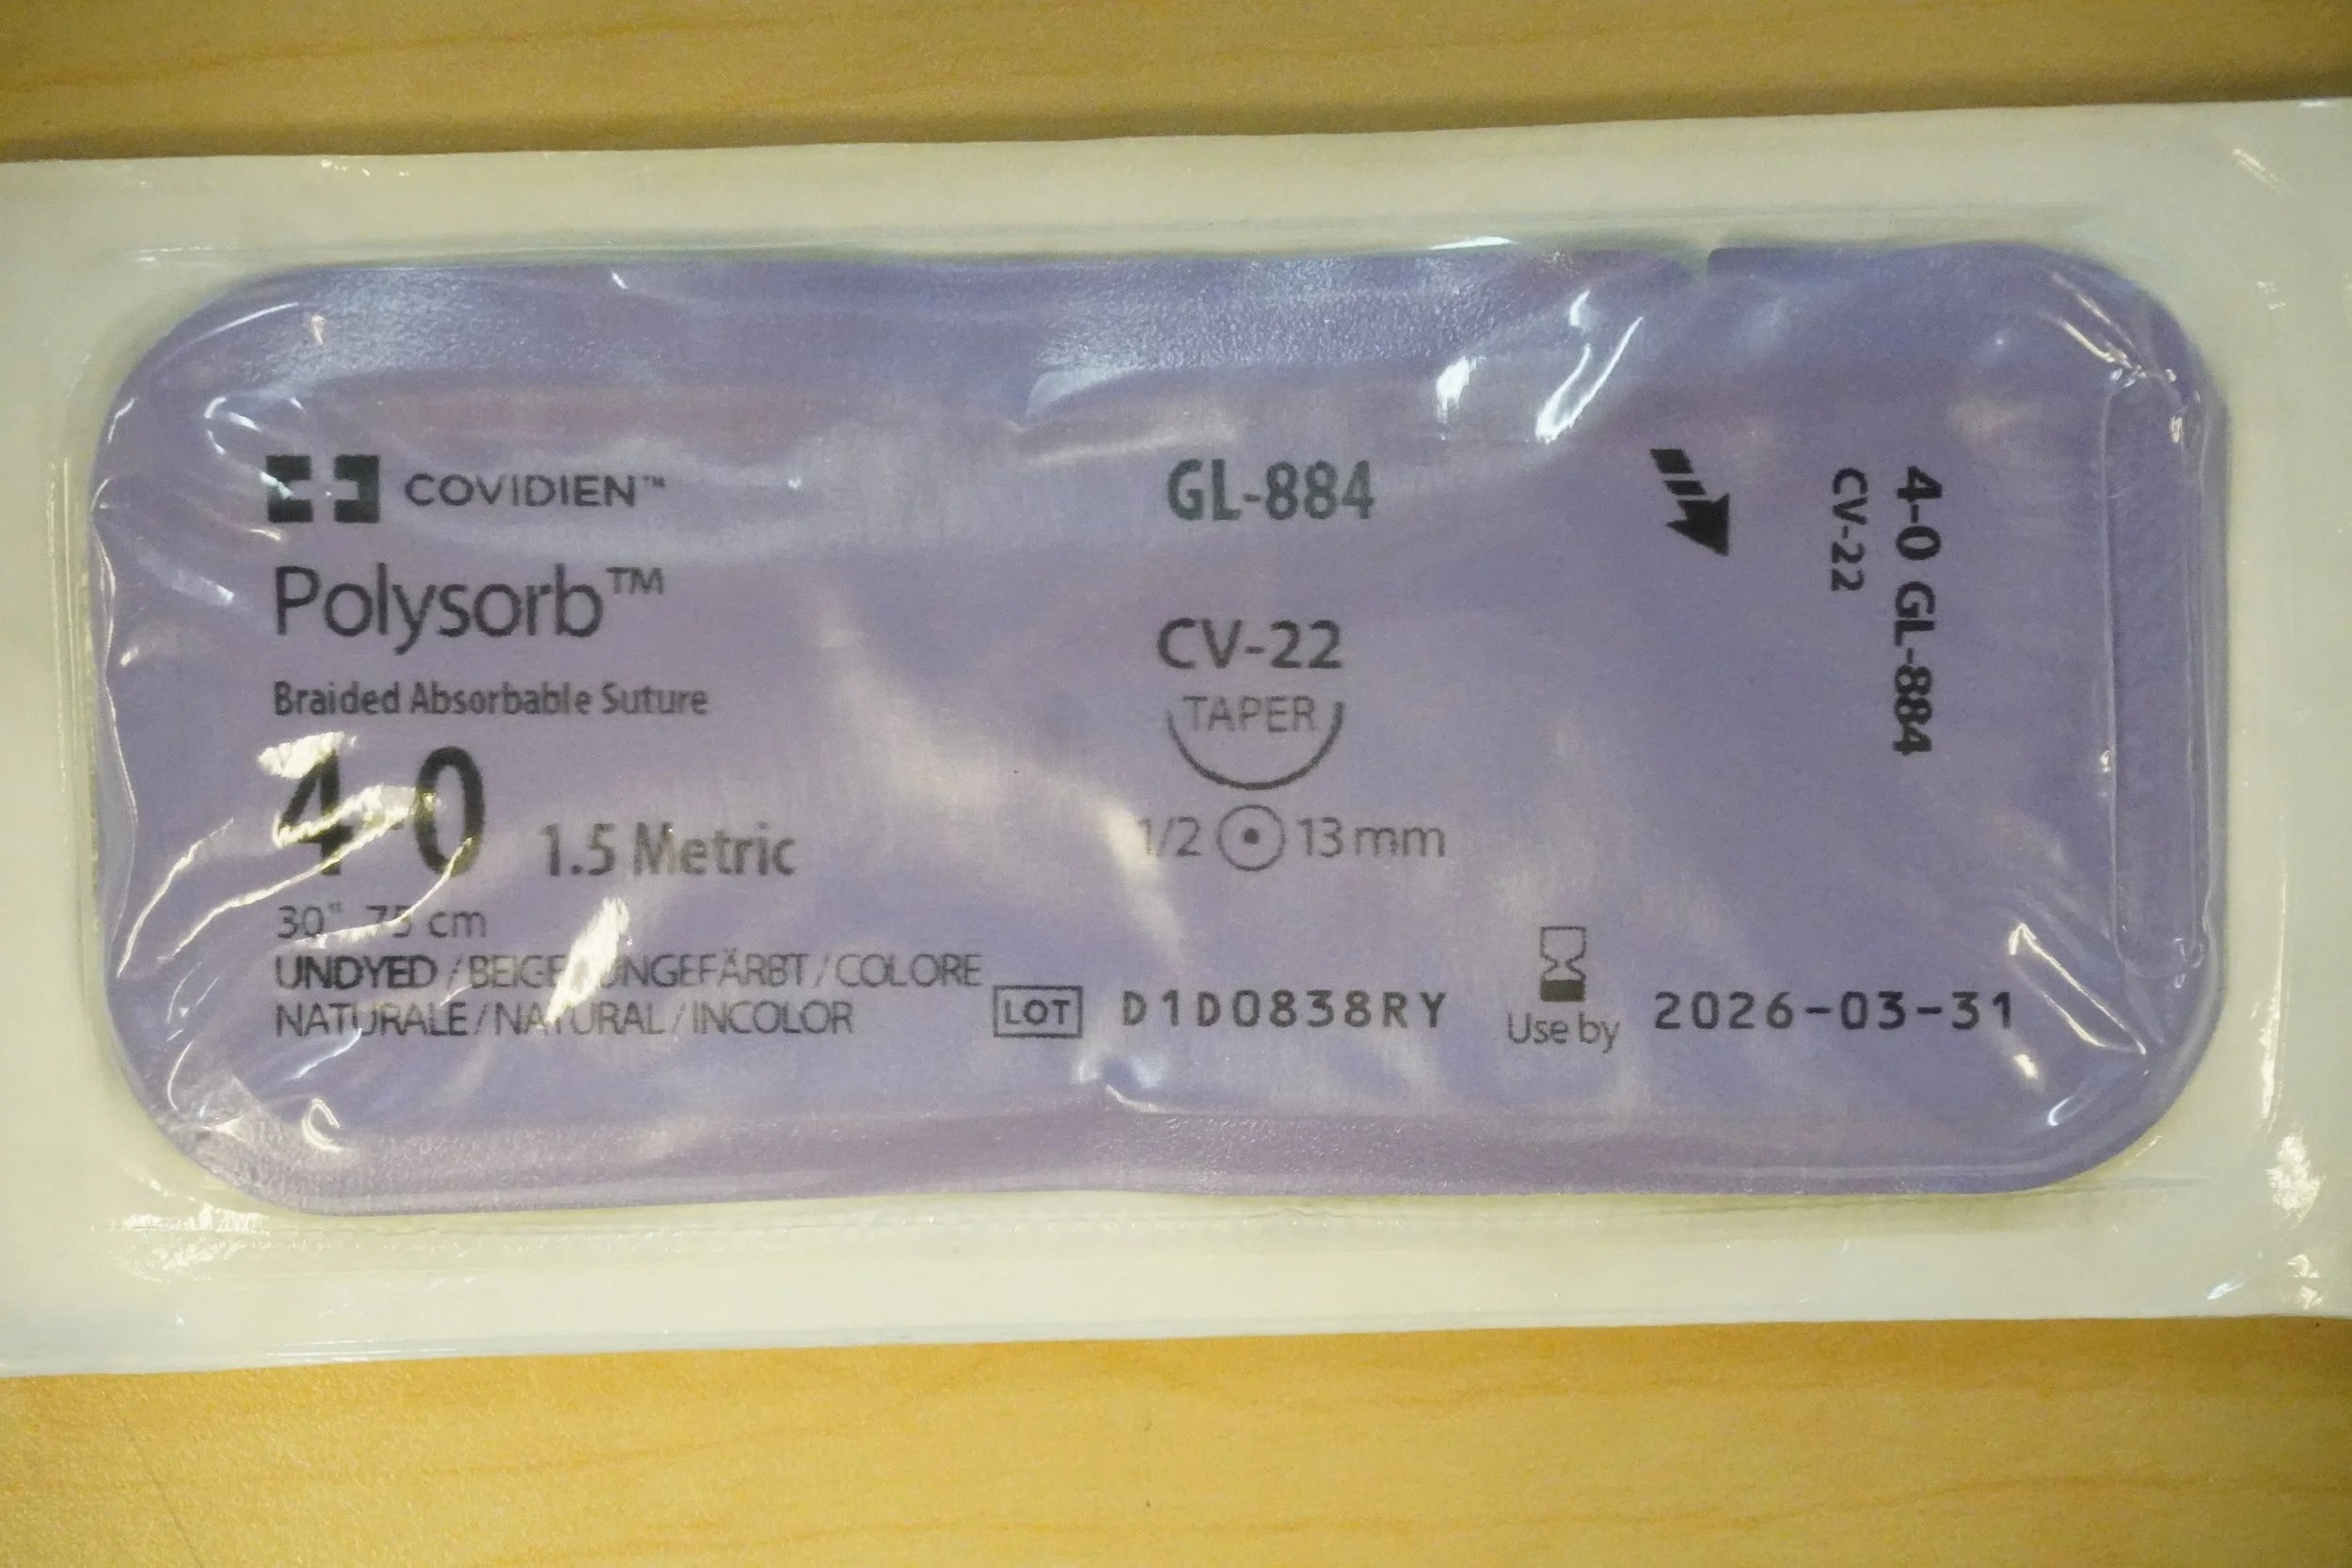 COVIDIEN™
Polysorb™
Braided Absorbable Suture
4-0 1.5 Metric
30" 75 cm
UNDYED / BEIGE / UNGEFÄRBT / COLORE
NATURALE / NATURAL / INCOLOR
GL-884
CV-22
TAPER
1/2 13 mm
LOT D1D0838RY
Use by 2026-03-31
4-0 GL-884
CV-22